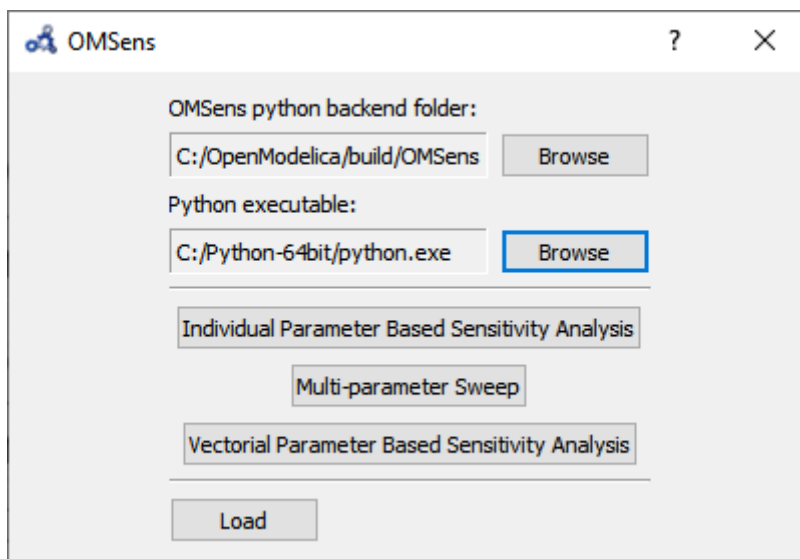 OMSens
?
OMSens python backend folder:
C:/OpenModelica/build/OMSens Browse
Python executable:
C:/Python-64bit/python.exe Browse
Individual Parameter Based Sensitivity Analysis
Multi-parameter Sweep
Vectorial Parameter Based Sensitivity Analysis
Load